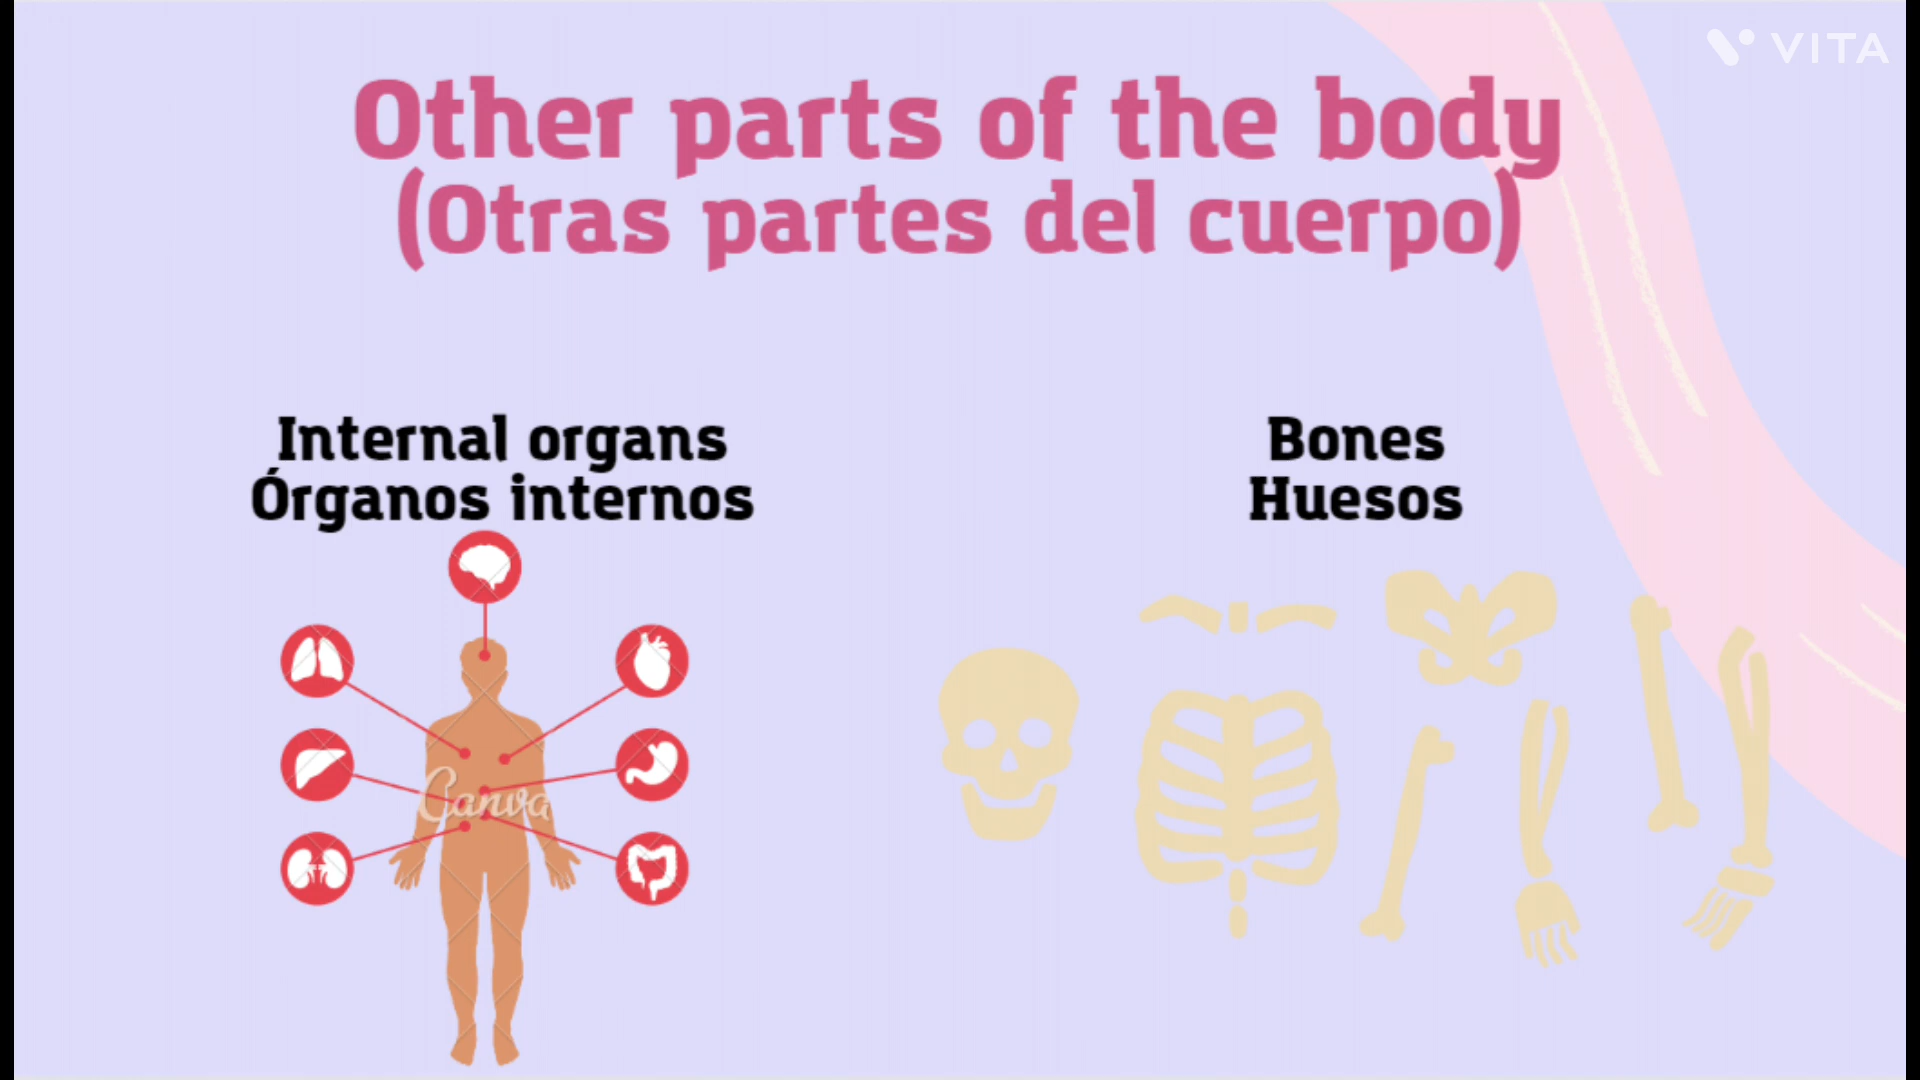 VITA
Other parts of the body
(Otras partes del cuerpo)
Internal organs
Órganos internos
Bones
Huesos
Canva